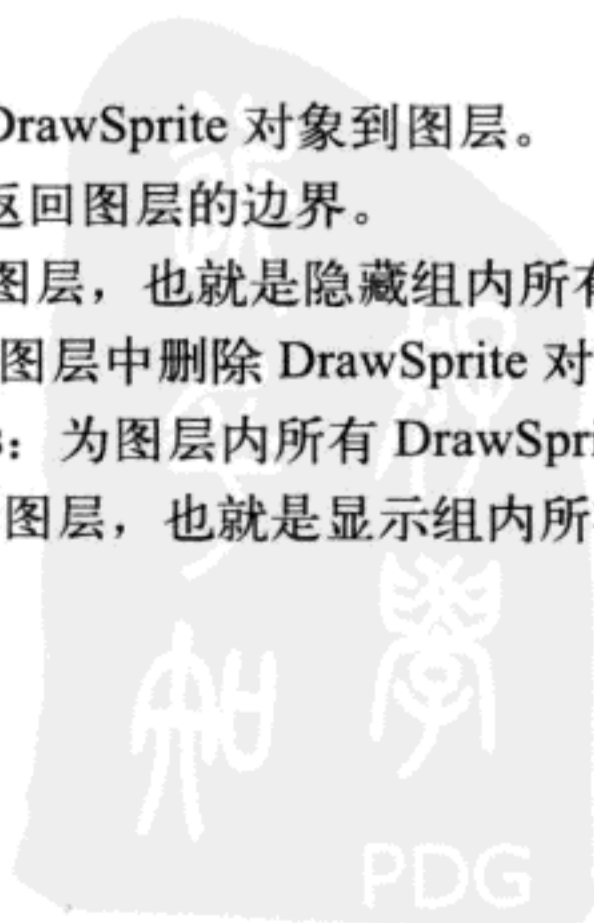 DrawSprite 对象到图层。
返回图层的边界。
图层，也就是隐藏组内所有
图层中删除 DrawSprite 对
s：为图层内所有 DrawSpri
图层，也就是显示组内所
PDG